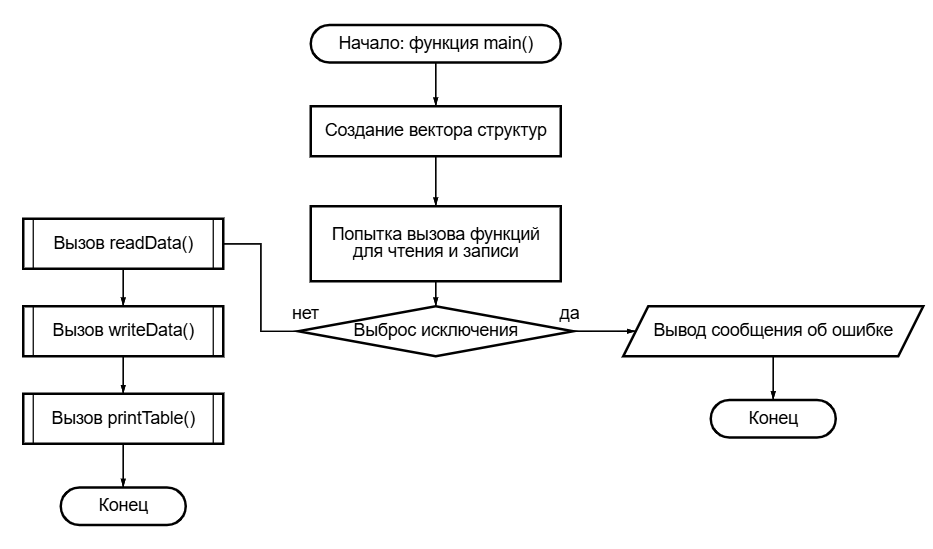 Начало: функция main()
Создание вектора структур
Попытка вызова функций
для чтения и записи
нет
Выброс исключения
да
Вызов readData()
Вызов writeData()
Вызов printTable()
Конец
Вывод сообщения об ошибке
Конец